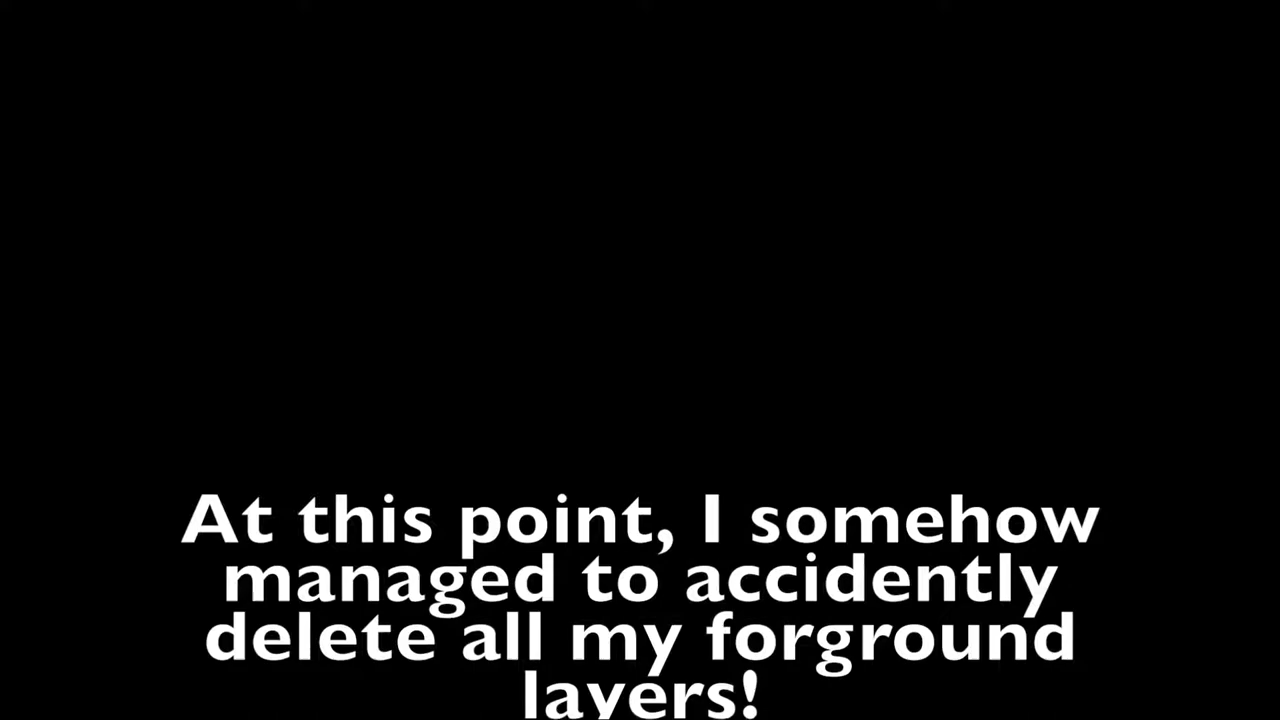 At this point, I somehow
managed to accidently
delete all my forground
layers!